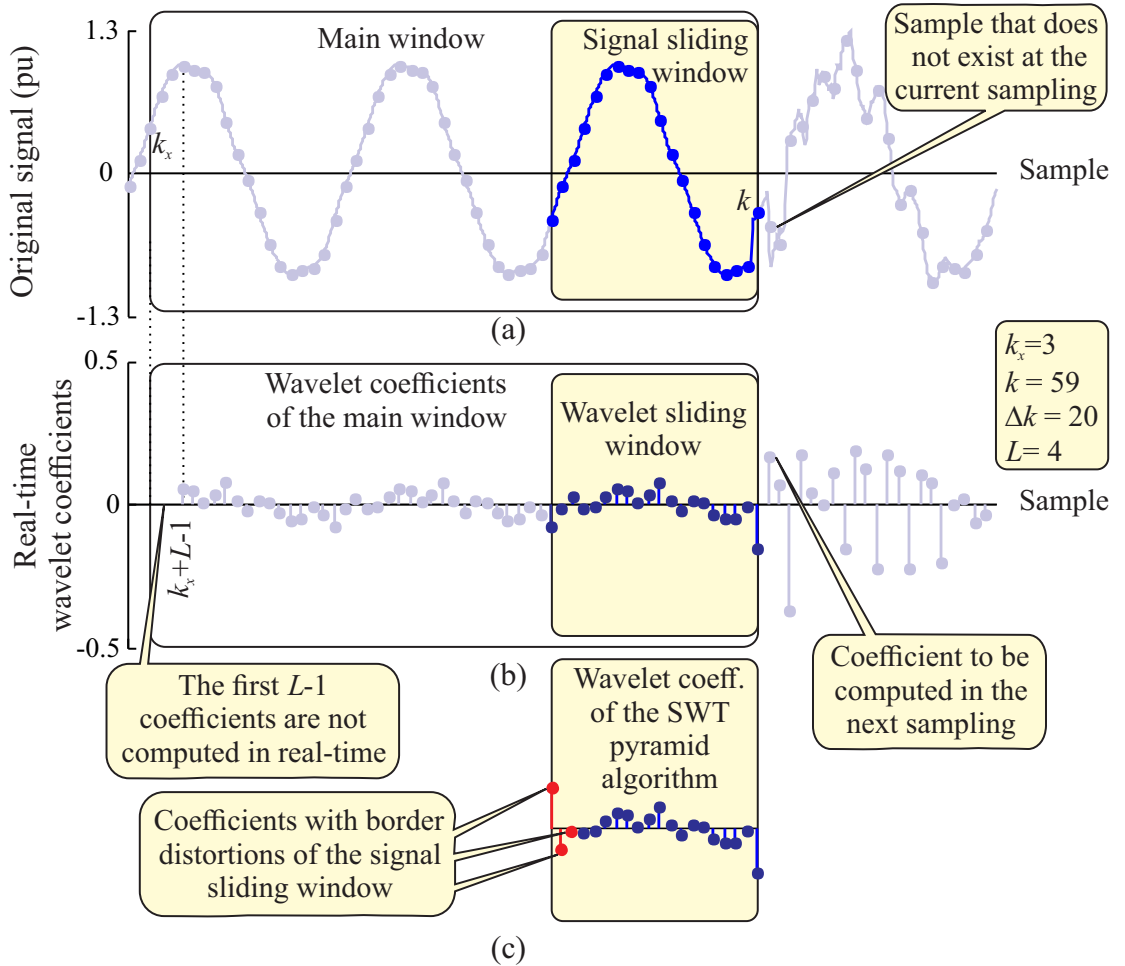 1.3
0
-1.3
Original signal (pu)
Main window
Signal sliding
window
Sample that does
not exist at the
current sampling
kₓ
k
Sample
(a)
0.5
0
-0.5
Real-time
wavelet coefficients
Wavelet coefficients
of the main window
Wavelet sliding
window
kₓ=3
k = 59
Δk = 20
L= 4
Sample
kₓ+L-1
(b)
The first L-1
coefficients are not
computed in real-time
Coefficient to be
computed in the
next sampling
Wavelet coeff.
of the SWT
pyramid
algorithm
Coefficients with border
distortions of the signal
sliding window
(c)